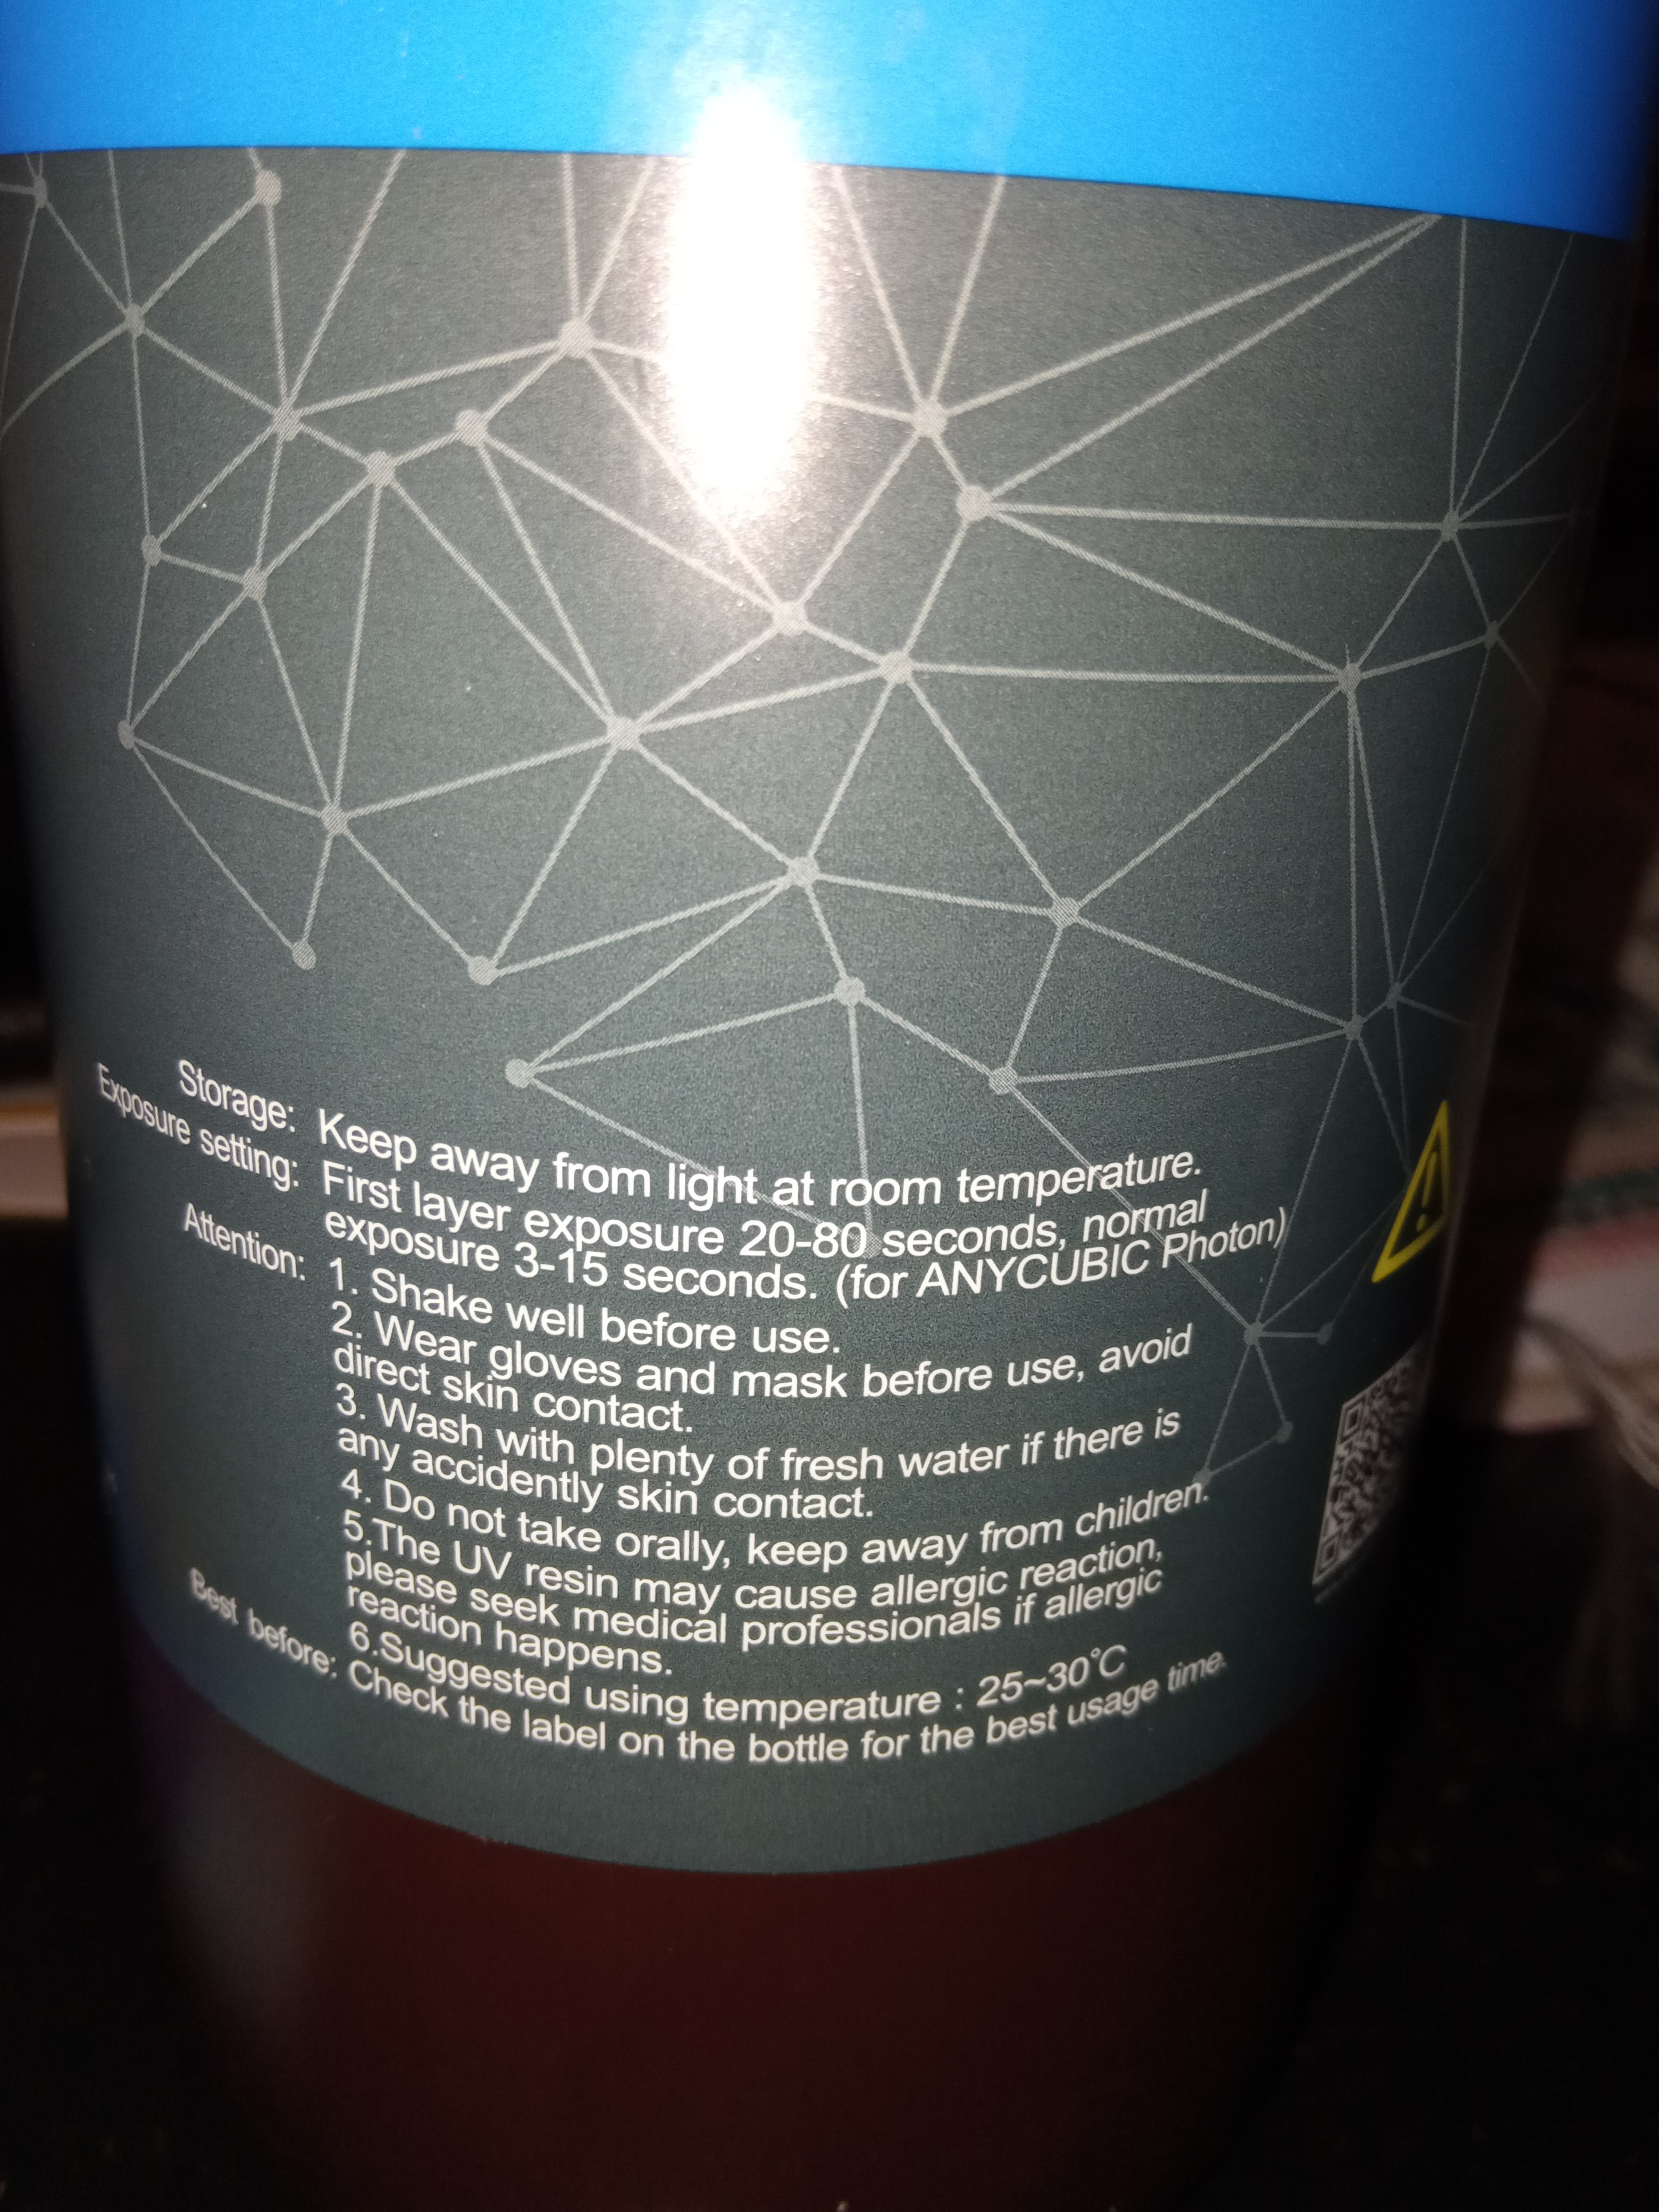 Storage: Keep away from light at room temperature.
Exposure setting: First layer exposure 20-80 seconds, normal
exposure 3-15 seconds. (for ANYCUBIC Photon)
Attention: 1. Shake well before use.
2. Wear gloves and mask before use, avoid
direct skin contact.
3. Wash with plenty of fresh water if there is
any accidently skin contact.
4. Do not take orally, keep away from children.
5.The UV resin may cause allergic reaction,
please seek medical professionals if allergic
reaction happens.
6.Suggested using temperature : 25~30℃
Best before: Check the label on the bottle for the best usage time.